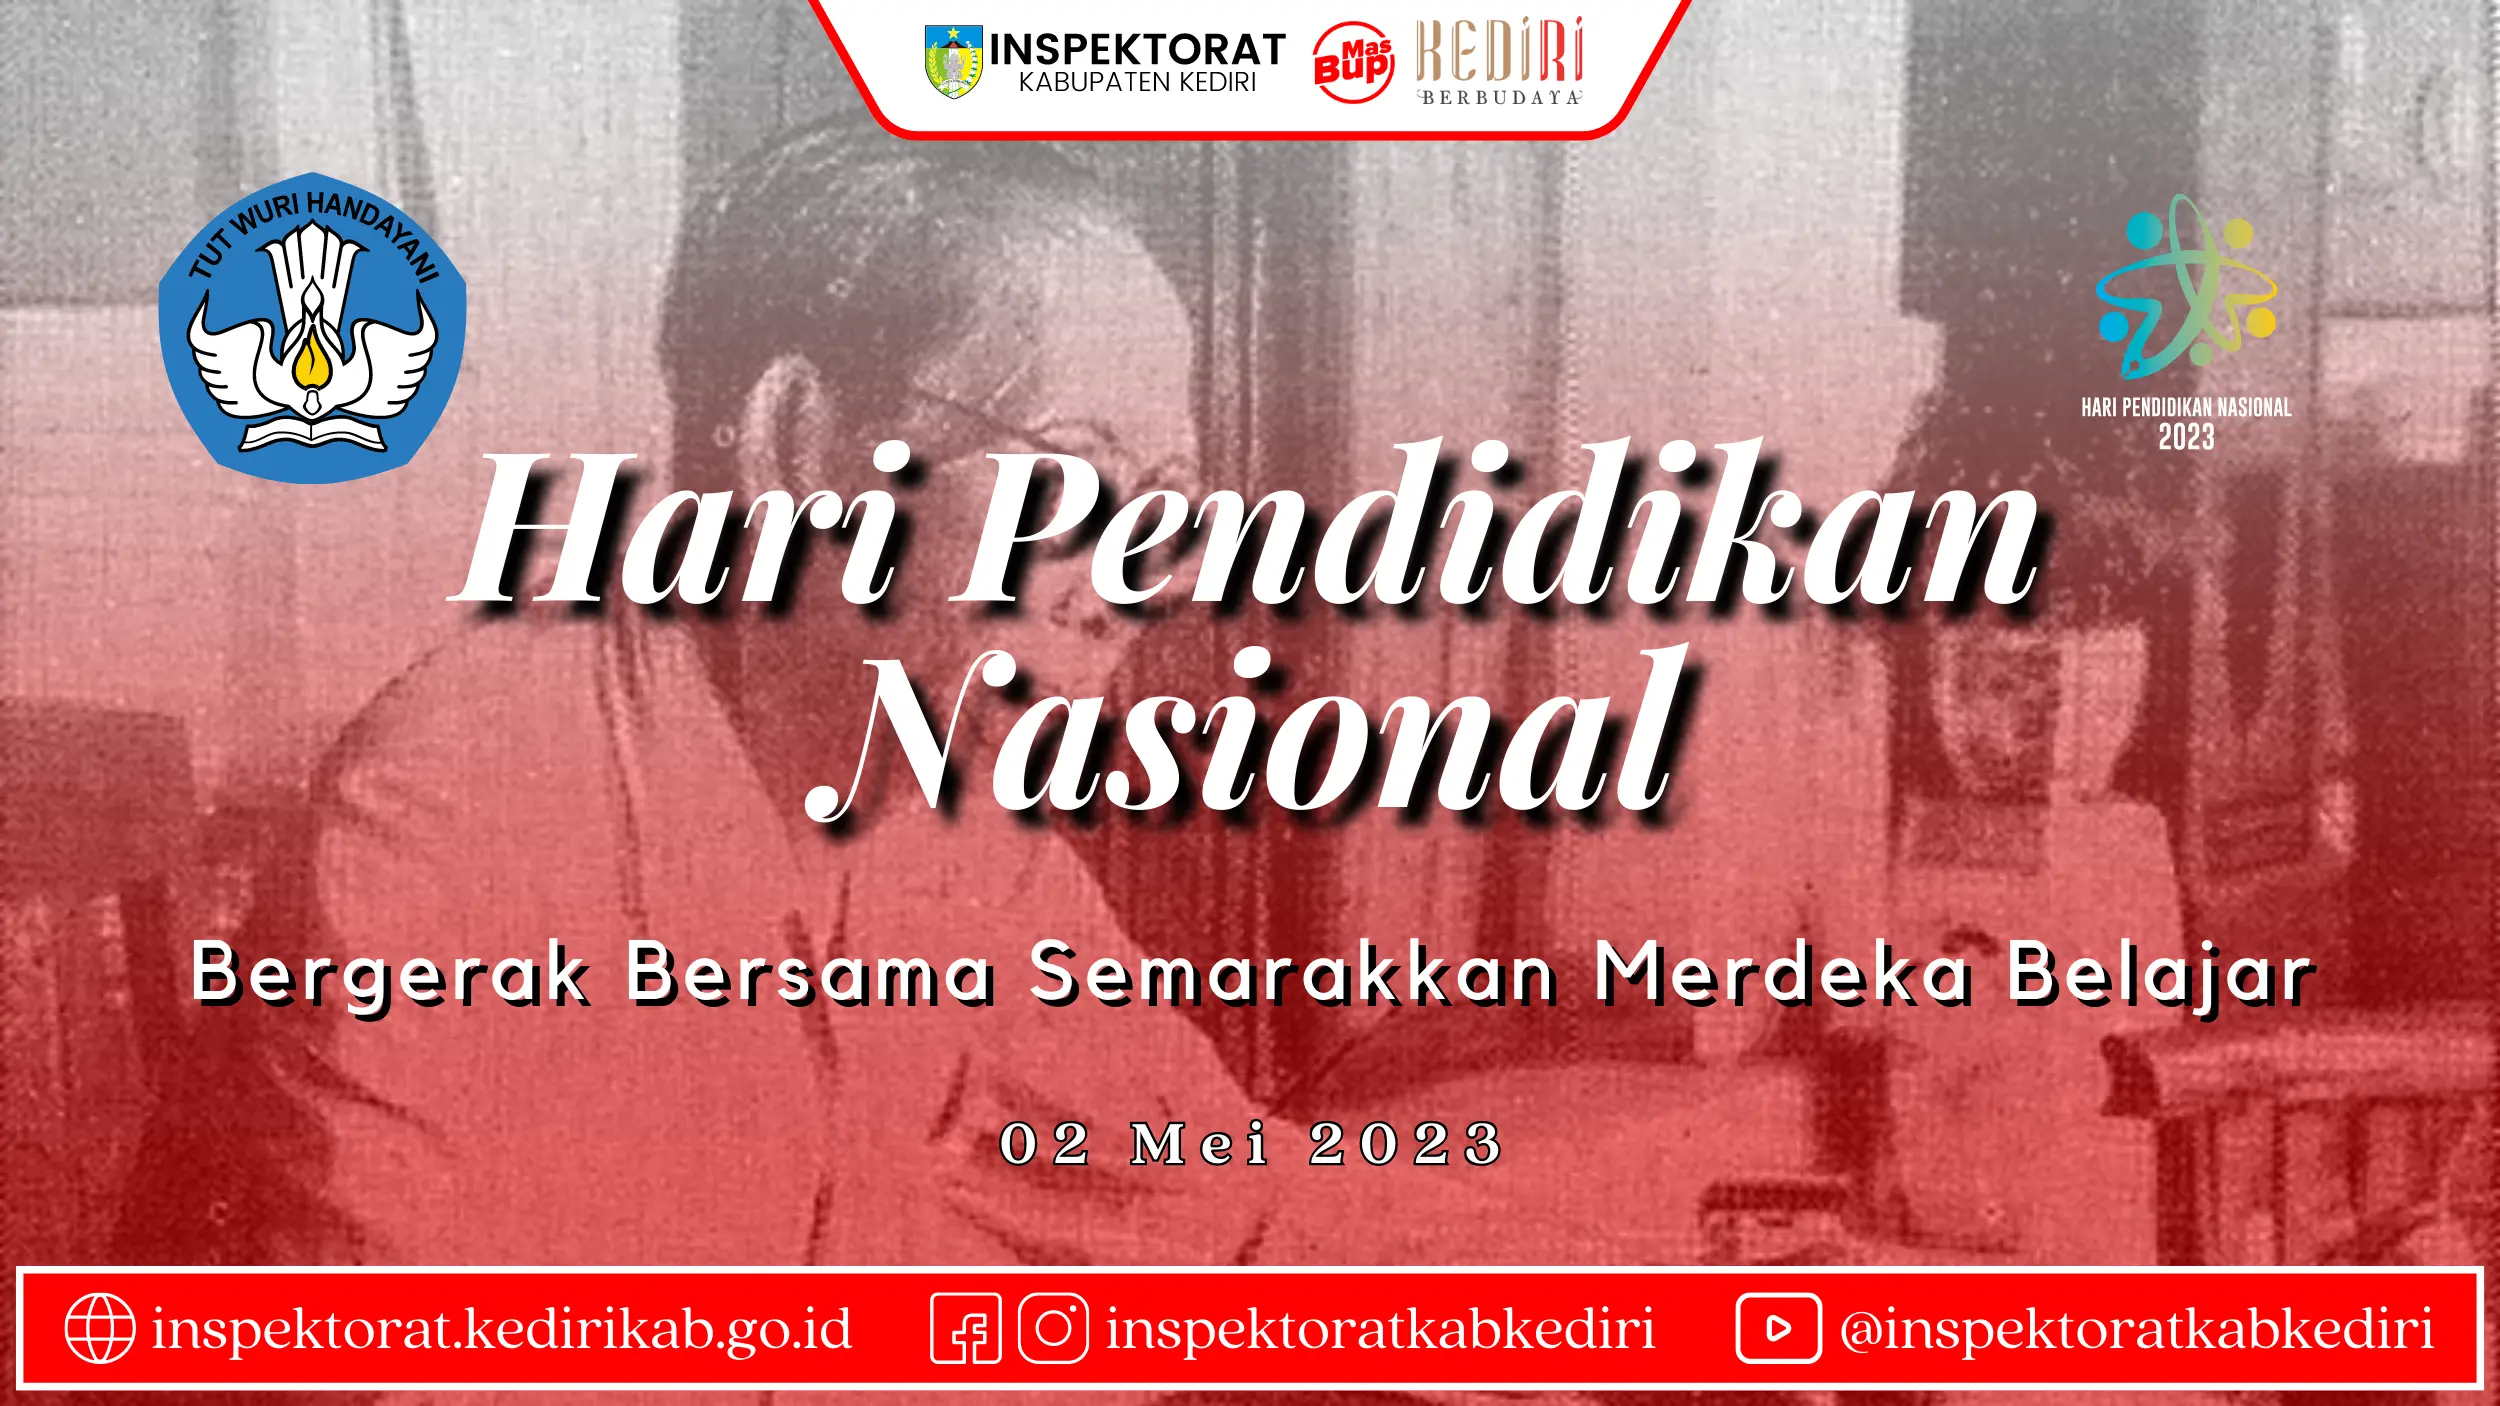 INSPEKTORAT
KABUPATEN KEDIRI
Mas
Bup
KEDIRI
BERBUDAYA
TUT WURI HANDAYANI
HARI PENDIDIKAN NASIONAL
2023
Hari Pendidikan
Nasional
Bergerak Bersama Semarakkan Merdeka Belajar
02 Mei 2023
inspektorat.kedirikab.go.id
inspektoratkabkediri
@inspektoratkabkediri